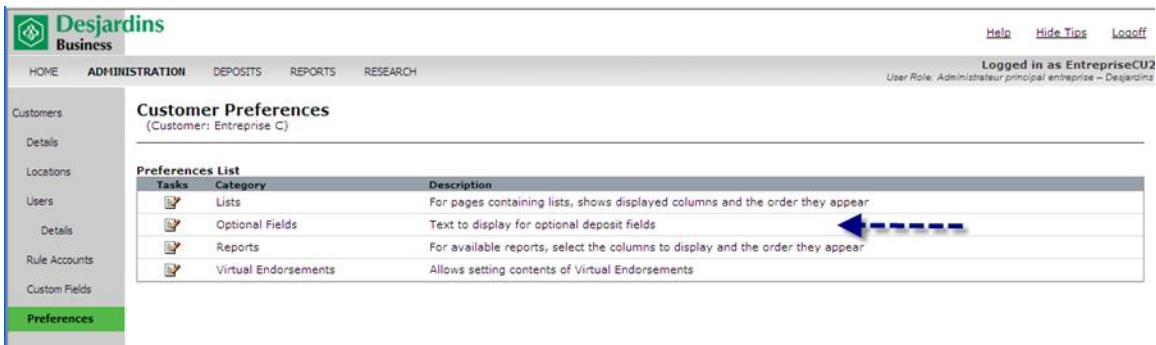 Desjardins
Business
Help Hide Tips Logoff
HOME ADMINISTRATION DEPOSITS REPORTS RESEARCH
Logged in as EntrepriseCU2
User Role: Administrateur principal entreprise – Desjardins
Customers
Details
Locations
Users
Details
Rule Accounts
Custom Fields
Preferences
Customer Preferences
(Customer: Entreprise C)
Preferences List
Tasks Category Description
Lists For pages containing lists, shows displayed columns and the order they appear
Optional Fields Text to display for optional deposit fields
Reports For available reports, select the columns to display and the order they appear
Virtual Endorsements Allows setting contents of Virtual Endorsements